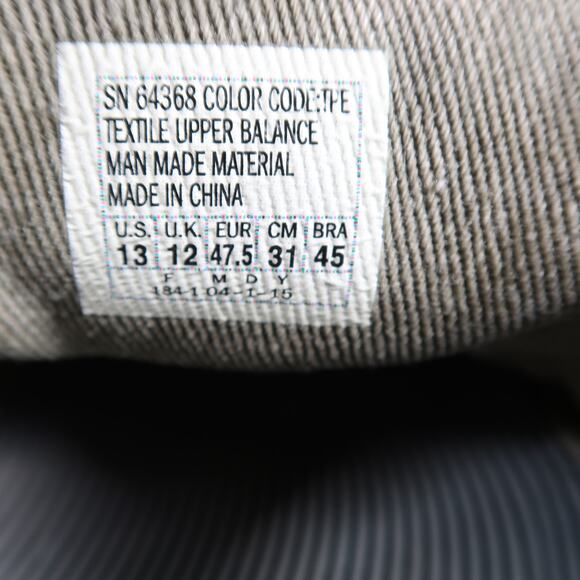 SN 64368 COLOR CODE:TPE
TEXTILE UPPER BALANCE
MAN MADE MATERIAL
MADE IN CHINA
U.S. U.K. EUR CM BRA
13 12 47.5 31 45
F M D Y
184-1 04-1-15